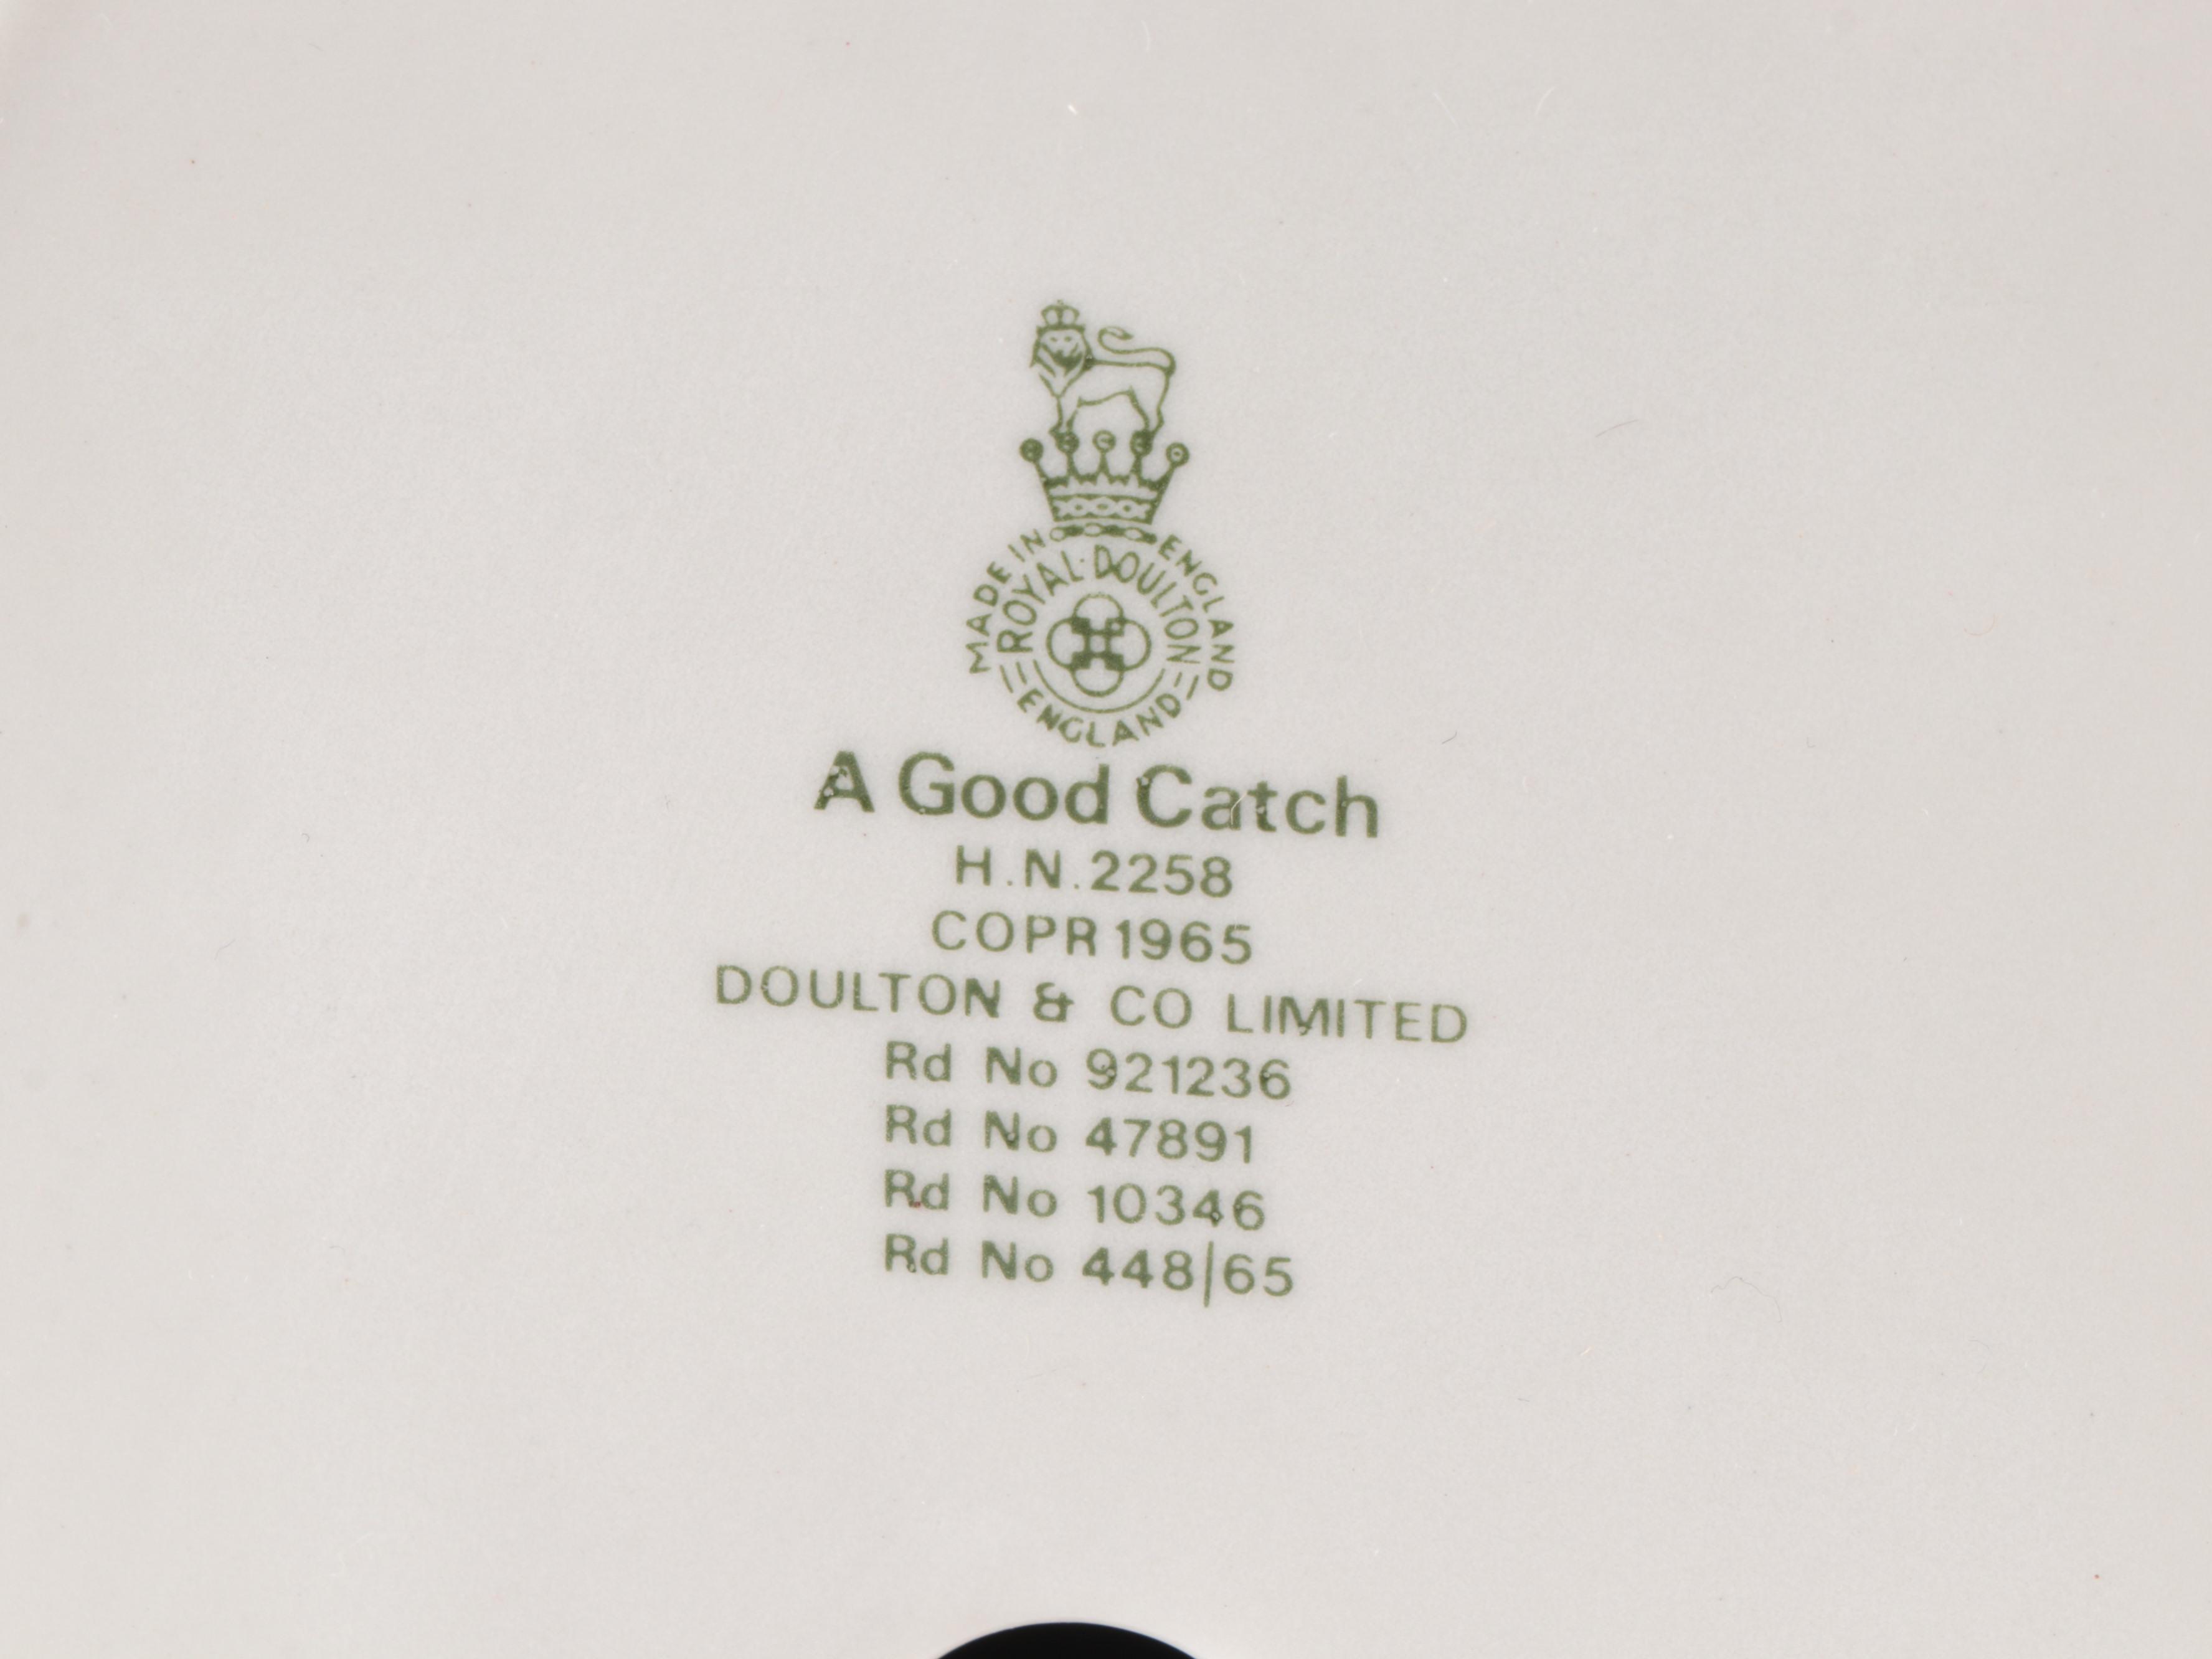 MADE IN ENGLAND
ROYAL·DOULTON
ENGLAND
A Good Catch
H.N.2258
COPR 1965
DOULTON & CO LIMITED
Rd No 921236
Rd No 47891
Rd No 10346
Rd No 448|65